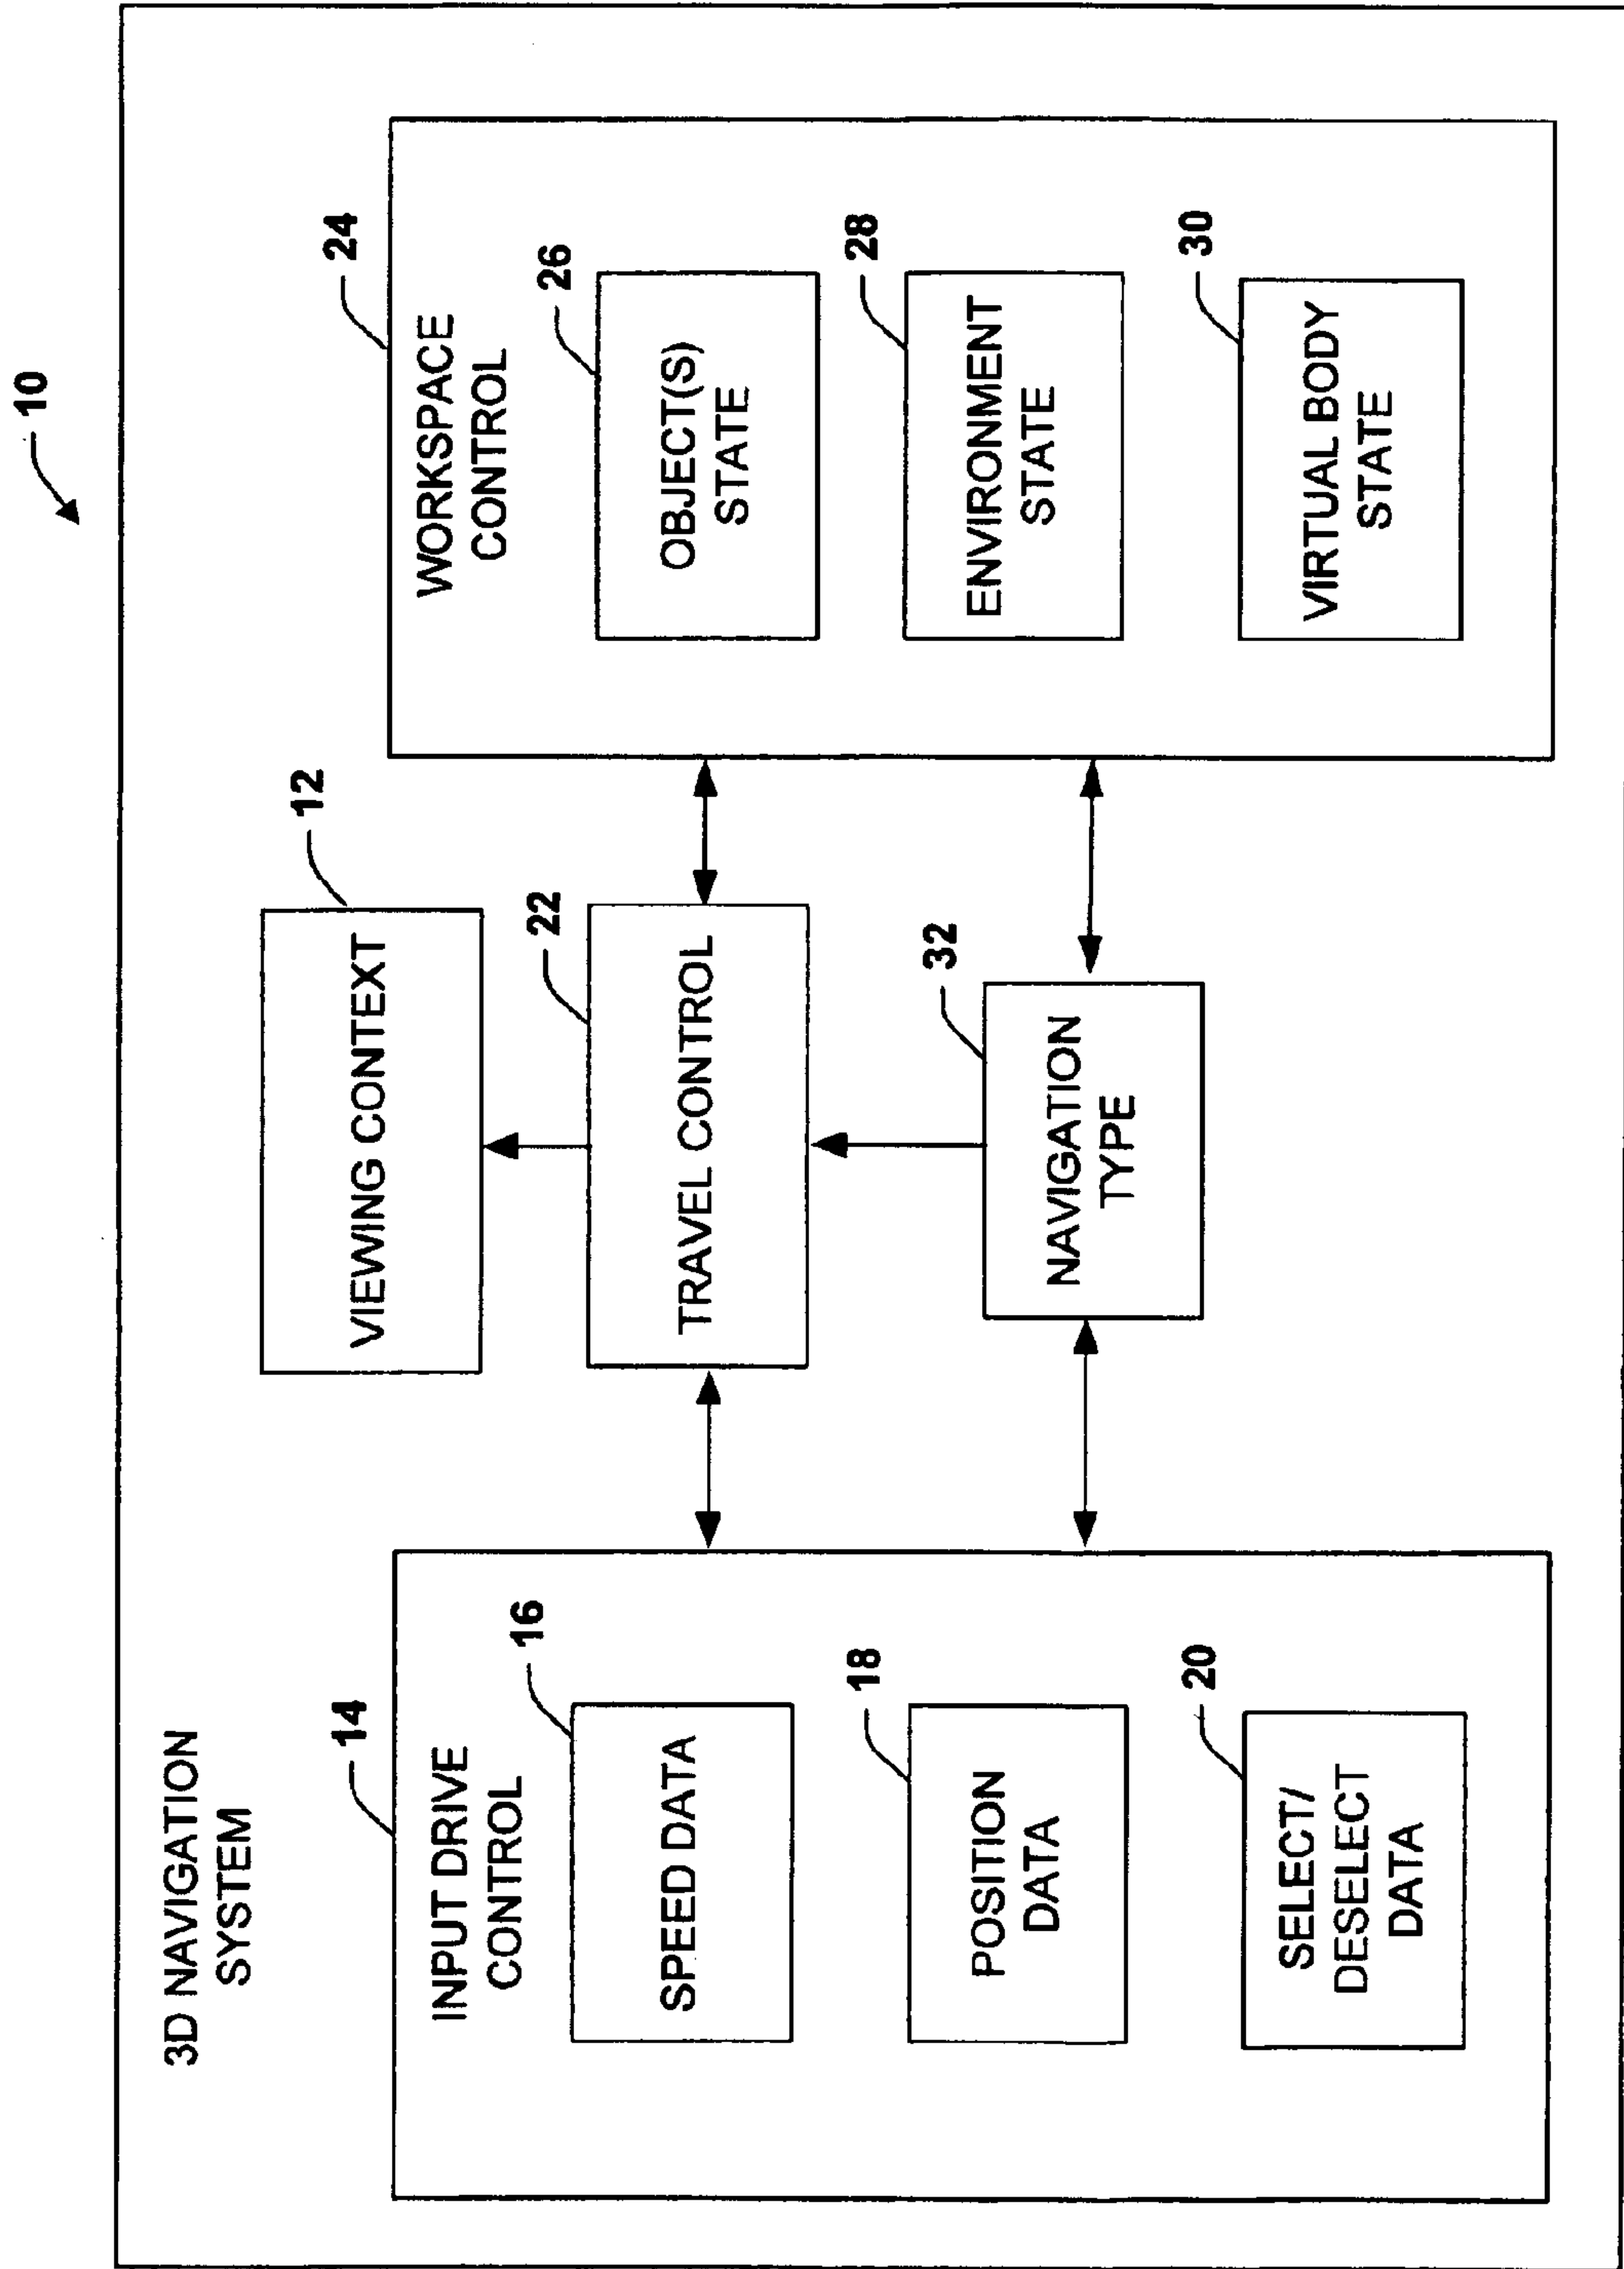 10
3D NAVIGATION
SYSTEM
14
INPUT DRIVE
CONTROL
16
SPEED DATA
18
POSITION
DATA
20
SELECT/
DESELECT
DATA
12
VIEWING CONTEXT
22
TRAVEL CONTROL
32
NAVIGATION
TYPE
24
WORKSPACE
CONTROL
26
OBJECT(S)
STATE
28
ENVIRONMENT
STATE
30
VIRTUAL BODY
STATE